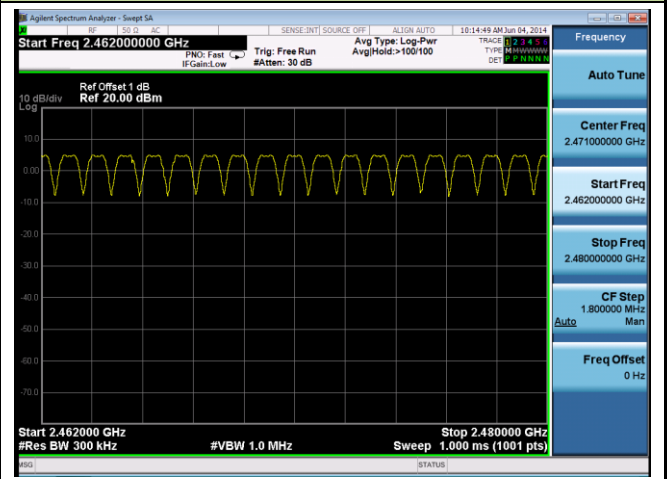 Agilent Spectrum Analyzer - Swept SA
RF 50 Ω AC SENSE:INT SOURCE OFF ALIGN AUTO 10:14:49 AM Jun 04, 2014
Start Freq 2.462000000 GHz
PNO: Fast
IFGain:Low
Trig: Free Run
#Atten: 30 dB
Avg Type: Log-Pwr
Avg|Hold:>100/100
TRACE 1 2 3 4 5 6
TYPE M M W W W W
DET P P N N N N
Ref Offset 1 dB
10 dB/div Ref 20.00 dBm
Log
10.0
0.00
-10.0
-20.0
-30.0
-40.0
-50.0
-60.0
-70.0
Start 2.462000 GHz Stop 2.480000 GHz
#Res BW 300 kHz #VBW 1.0 MHz Sweep 1.000 ms (1001 pts)
MSG STATUS
Frequency
Auto Tune
Center Freq
2.471000000 GHz
Start Freq
2.462000000 GHz
Stop Freq
2.480000000 GHz
CF Step
1.800000 MHz
Auto Man
Freq Offset
0 Hz